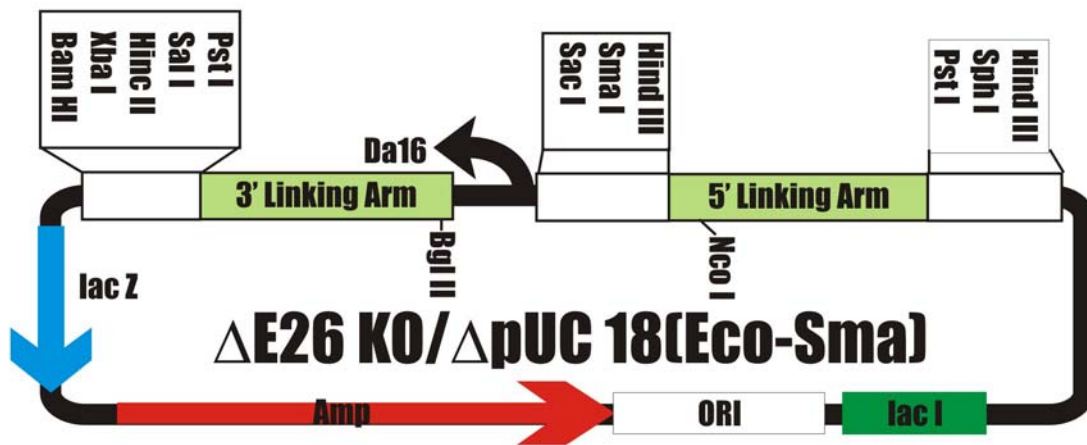 Bam HI
Xba I
Hinc II
Sal I
Pst I
Sac I
Sma I
Hind III
Pst I
Sph I
Hind III
Da16
3' Linking Arm
5' Linking Arm
Bgl II
Nco I
lac Z
ΔE26 KO/ΔpUC 18(Eco-Sma)
Amp
ORI
lac I